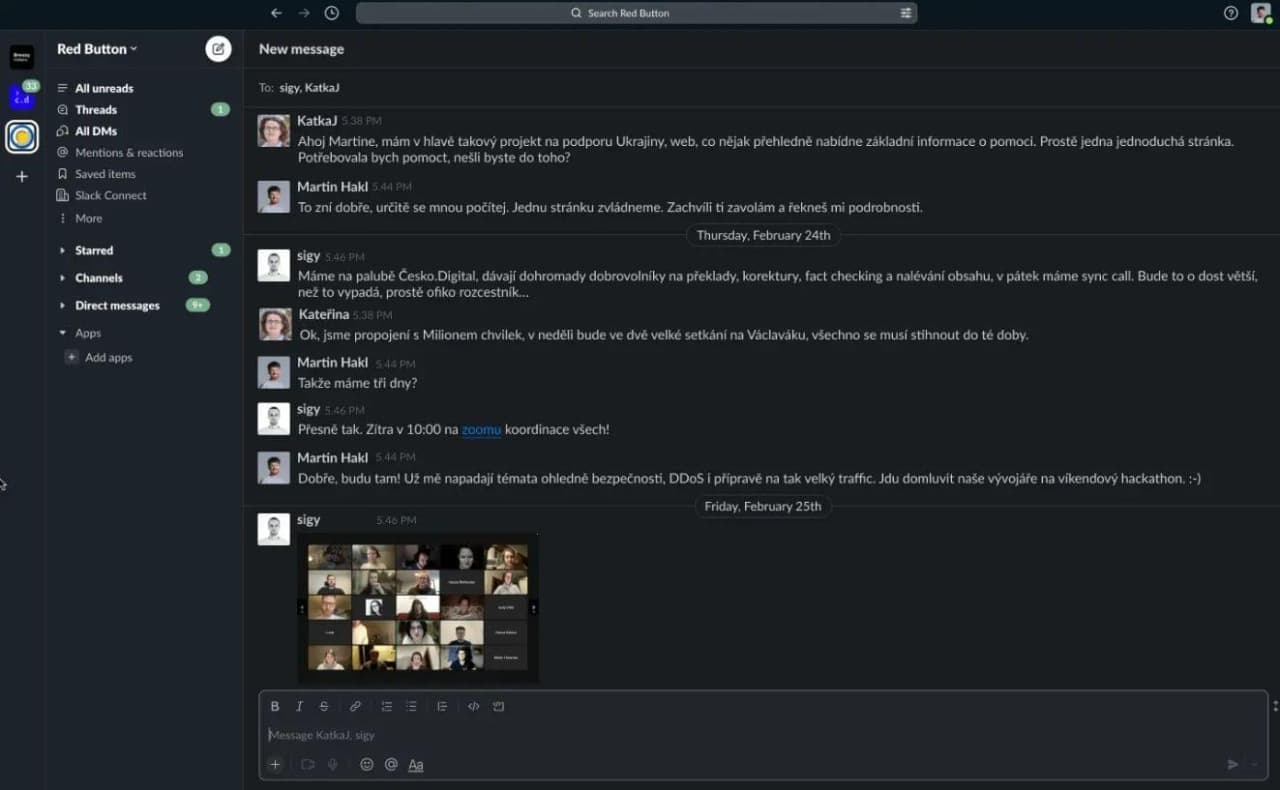 Search Red Button
Red Button
New message
To: sigy, KatkaJ
33
All unreads
Threads 1
All DMs
Mentions & reactions
Saved items
Slack Connect
More
Starred 1
Channels 2
Direct messages 9+
Apps
+ Add apps
KatkaJ 5.38 PM
Ahoj Martine, mám v hlavě takový projekt na podporu Ukrajiny, web, co nějak přehledně nabídne základní informace o pomoci. Prostě jedna jednoduchá stránka.
Potřebovala bych pomoct, nešli byste do toho?
Martin Hakl 5.44 PM
To zní dobře, určitě se mnou počítej. Jednu stránku zvládneme. Zachvíli ti zavolám a řekneš mi podrobnosti.
Thursday, February 24th
sigy 5.46 PM
Máme na palubě Česko.Digital, dávají dohromady dobrovolníky na překlady, korektury, fact checking a nalévání obsahu, v pátek máme sync call. Bude to o dost větší,
než to vypadá, prostě ofiko rozcestník...
Kateřina 5.38 PM
Ok, jsme propojení s Milionem chvilek, v neděli bude ve dvě velké setkání na Václaváku, všechno se musí stihnout do té doby.
Martin Hakl 5.44 PM
Takže máme tři dny?
sigy 5.46 PM
Přesně tak. Zítra v 10:00 na zoomu koordinace všech!
Martin Hakl 5.44 PM
Dobře, budu tam! Už mě napadají témata ohledně bezpečnosti, DDoS i přípravě na tak velký traffic. Jdu domluvit naše vývojáře na víkendový hackathon. :-)
Friday, February 25th
sigy 5.46 PM
B I S
Message KatkaJ, sigy
+ @ Aa